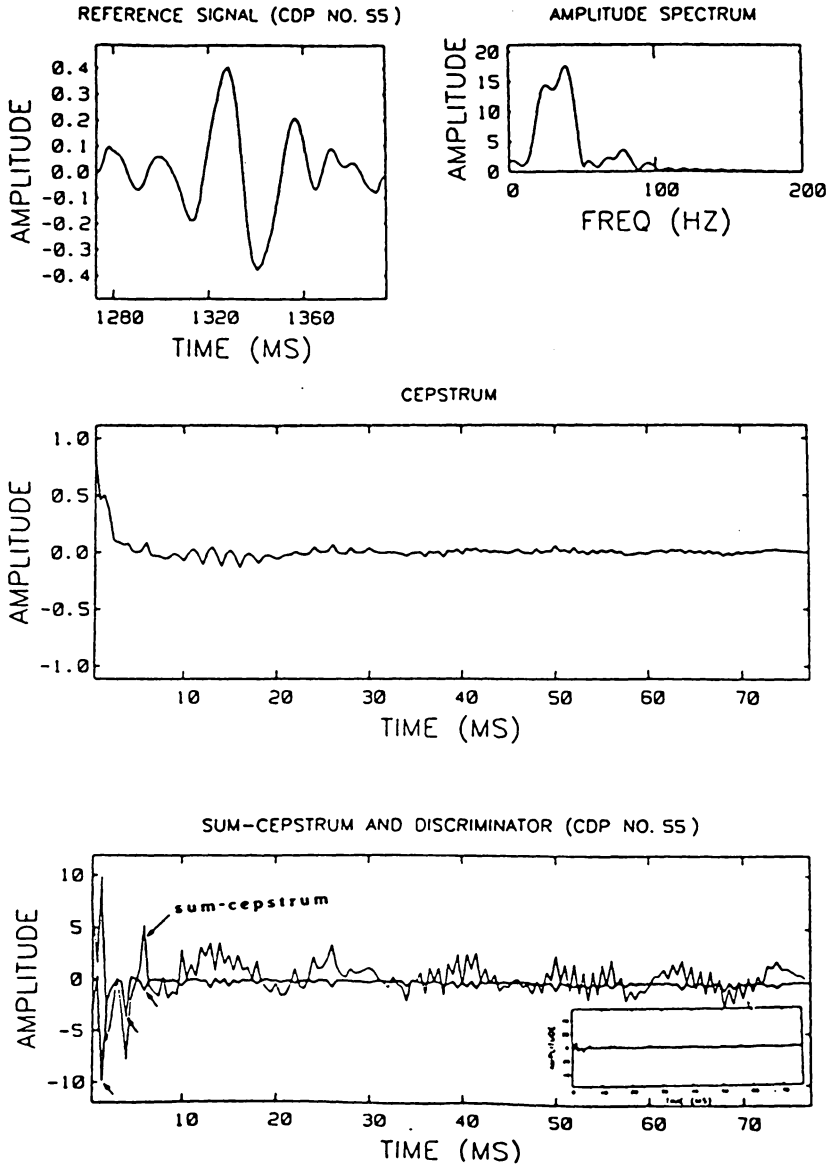 REFERENCE SIGNAL (CDP NO. 55)
AMPLITUDE
0.4
0.3
0.2
0.1
0.0
-0.1
-0.2
-0.3
-0.4
1280 1320 1360
TIME (MS)
AMPLITUDE SPECTRUM
AMPLITUDE
20
15
10
5
0
0 100 200
FREQ (HZ)
CEPSTRUM
AMPLITUDE
1.0
0.5
0.0
-0.5
-1.0
10 20 30 40 50 60 70
TIME (MS)
SUM-CEPSTRUM AND DISCRIMINATOR (CDP NO. 55)
AMPLITUDE
10
5
0
-5
-10
sum-cepstrum
10 20 30 40 50 60 70
TIME (MS)